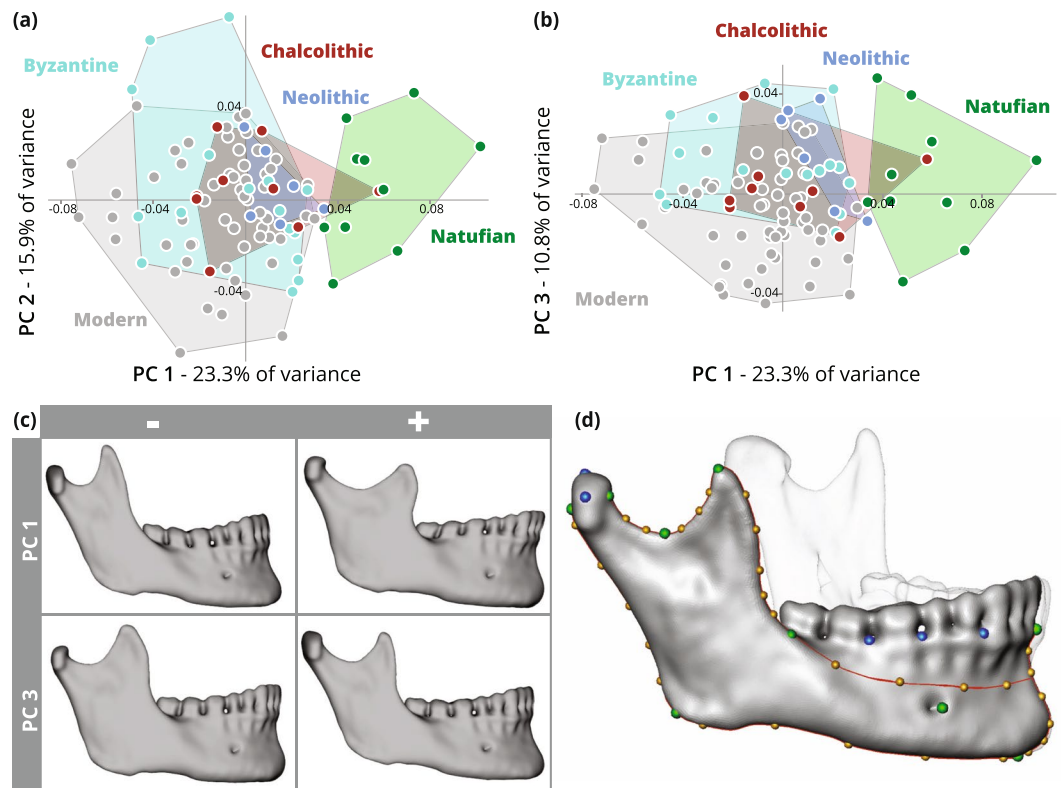 (a)
Chalcolithic
Byzantine
Neolithic
Natufian
Modern
0.04
-0.08
-0.04
0.04
0.08
-0.04
PC 2 - 15.9% of variance
PC 1 - 23.3% of variance
(b)
Chalcolithic
Neolithic
Byzantine
Natufian
Modern
0.04
-0.08
-0.04
0.04
0.08
-0.04
PC 3 - 10.8% of variance
PC 1 - 23.3% of variance
(c)
- +
PC 1
PC 3
(d)